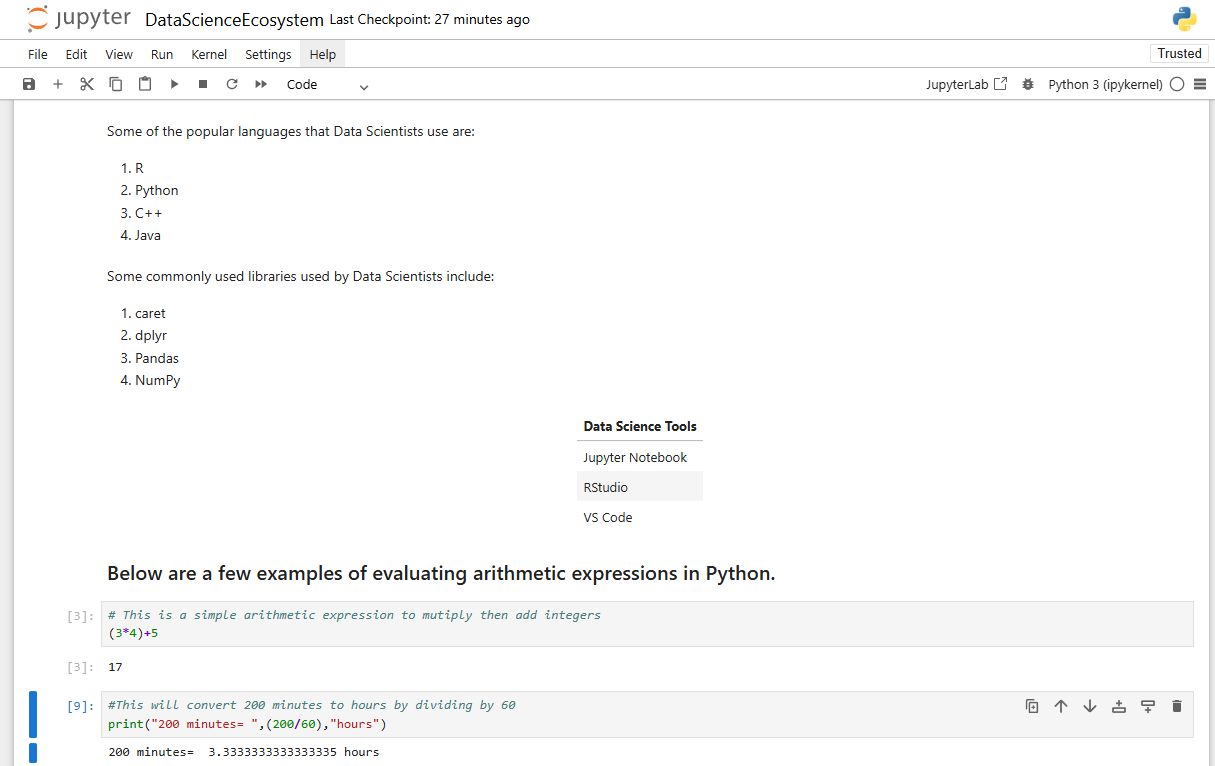 jupyter DataScienceEcosystem Last Checkpoint: 27 minutes ago
File Edit View Run Kernel Settings Help Trusted
Code JupyterLab Python 3 (ipykernel)
Some of the popular languages that Data Scientists use are:
1. R
2. Python
3. C++
4. Java
Some commonly used libraries used by Data Scientists include:
1. caret
2. dplyr
3. Pandas
4. NumPy
Data Science Tools
Jupyter Notebook
RStudio
VS Code
Below are a few examples of evaluating arithmetic expressions in Python.
[3]: # This is a simple arithmetic expression to mutiply then add integers
(3*4)+5
[3]: 17
[9]: #This will convert 200 minutes to hours by dividing by 60
print("200 minutes= ",(200/60),"hours")
200 minutes=  3.3333333333333335 hours